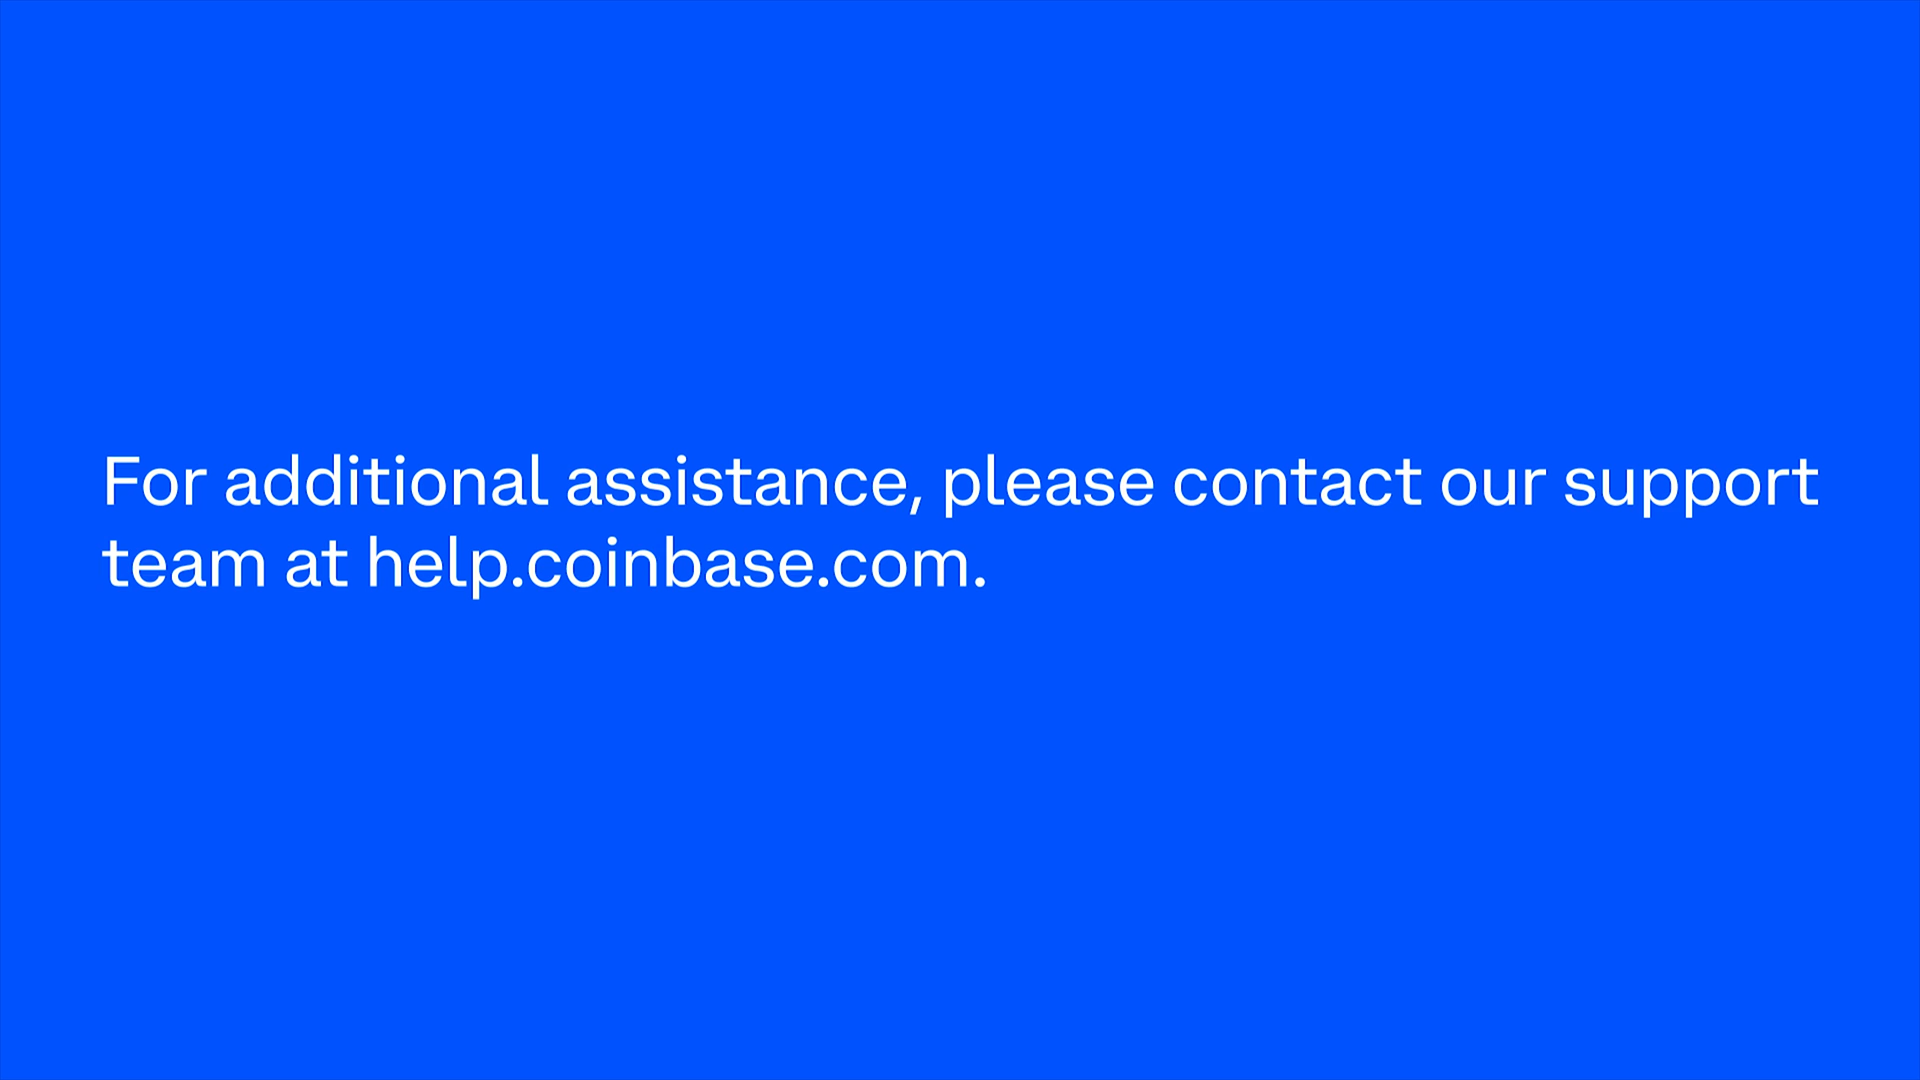 For additional assistance, please contact our support
team at help.coinbase.com.